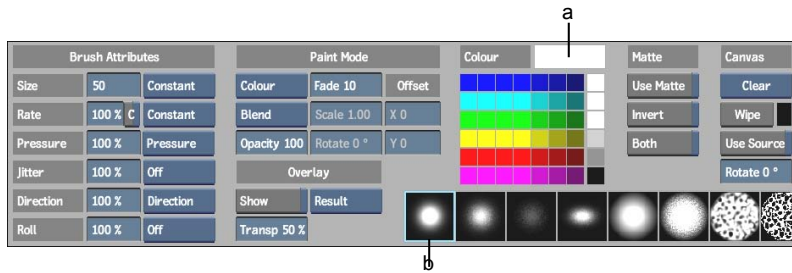 a
Brush Attributes Paint Mode Colour Matte Canvas
Size 50 Constant Colour Fade 10 Offset Use Matte Clear
Rate 100 % C Constant Blend Scale 1.00 X 0 Invert Wipe
Pressure 100 % Pressure Opacity 100 Rotate 0 ° Y 0 Both Use Source
Jitter 100 % Off Overlay Rotate 0 °
Direction 100 % Direction Show Result
Roll 100 % Off Transp 50 %
b